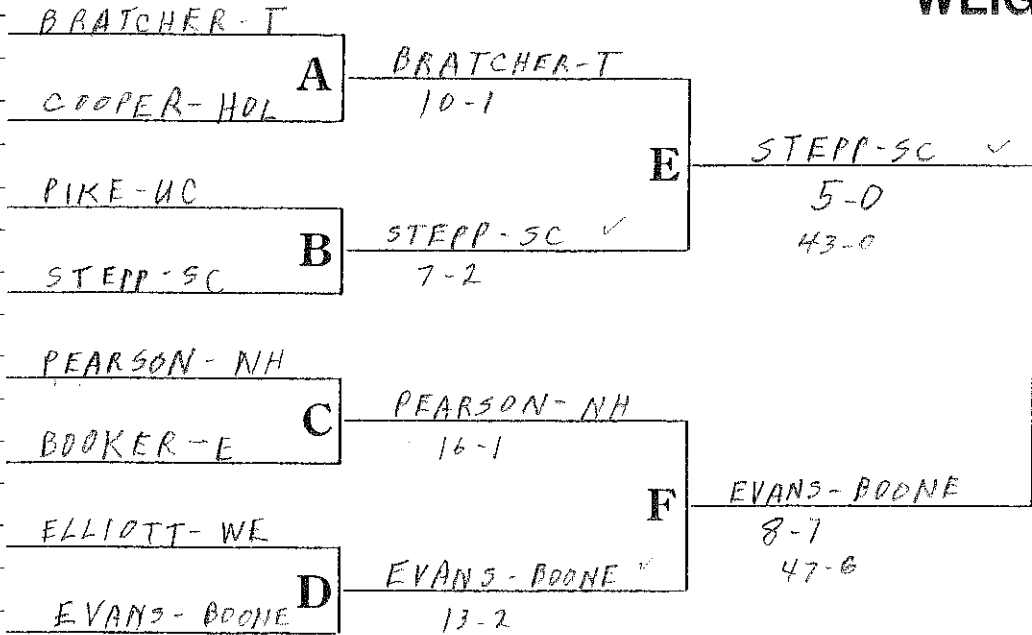 BRATCHER-T
A
COOPER-HOL
BRATCHER-T
10-1
PIKE-UC
B
STEPP-SC
STEPP-SC ✓
7-2
E
STEPP-SC ✓
5-0
43-0
PEARSON-NH
C
BOOKER-E
PEARSON-NH
16-1
ELLIOTT-WE
D
EVANS-BOONE
EVANS-BOONE ✓
13-2
F
EVANS-BOONE
8-7
47-6